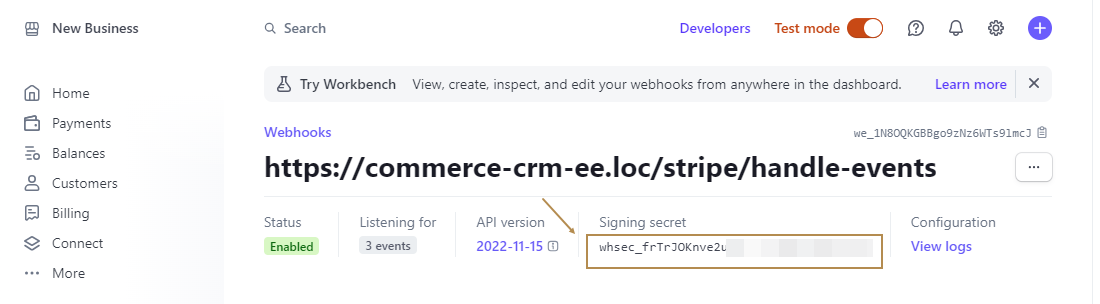 New Business
Search
Developers
Test mode
Try Workbench View, create, inspect, and edit your webhooks from anywhere in the dashboard. Learn more
Home
Payments
Balances
Customers
Billing
Connect
More
Webhooks
we_1N8OQKGBBgo9zNz6WTs9lmcJ
https://commerce-crm-ee.loc/stripe/handle-events
Status
Enabled
Listening for
3 events
API version
2022-11-15
Signing secret
whsec_frTrJOKnve2u
Configuration
View logs